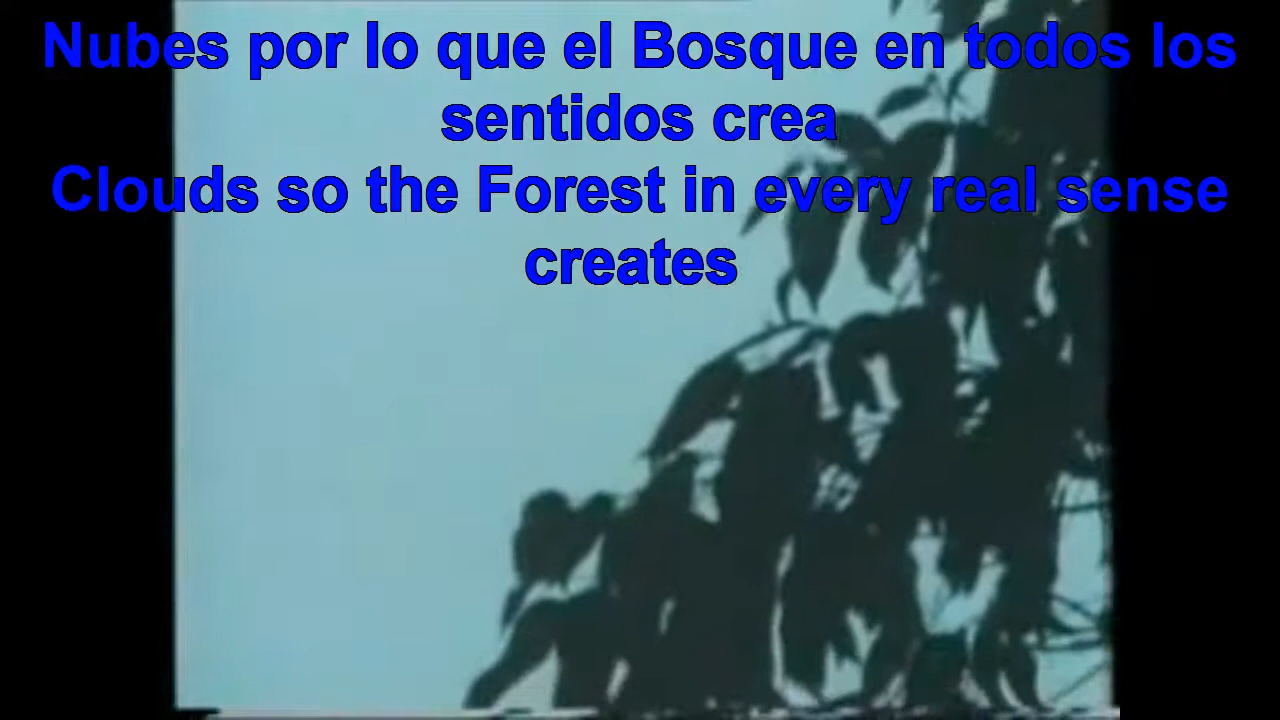 Nubes por lo que el Bosque en todos los
sentidos crea
Clouds so the Forest in every real sense
creates